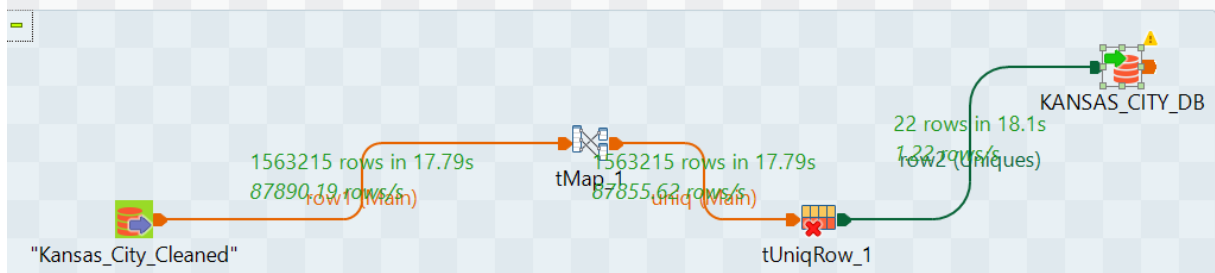 KANSAS_CITY_DB
22 rows in 18.1s
1.22 rows/s
row2 (Uniques)
1563215 rows in 17.79s
87890.19 rows/s
row1 (Main)
tMap_1
1563215 rows in 17.79s
87855.62 rows/s
uniq (Main)
"Kansas_City_Cleaned"
tUniqRow_1